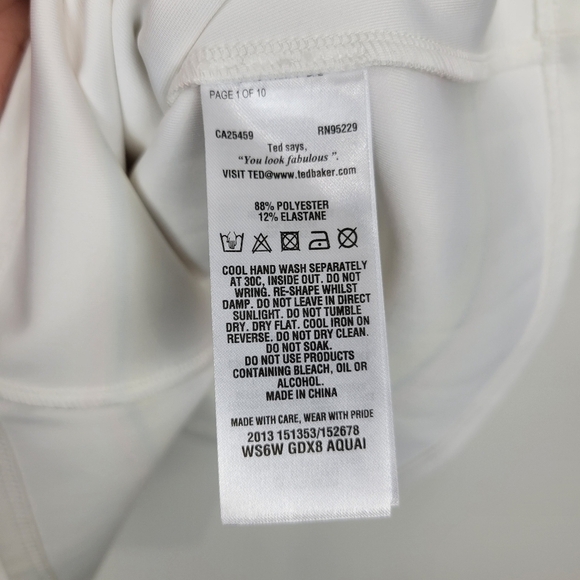 PAGE 1 OF 10
CA25459 RN95229
Ted says,
"You look fabulous".
VISIT TED@www.tedbaker.com
88% POLYESTER
12% ELASTANE
COOL HAND WASH SEPARATELY
AT 30C, INSIDE OUT. DO NOT
WRING. RE-SHAPE WHILST
DAMP. DO NOT LEAVE IN DIRECT
SUNLIGHT. DO NOT TUMBLE
DRY. DRY FLAT. COOL IRON ON
REVERSE. DO NOT DRY CLEAN.
DO NOT SOAK.
DO NOT USE PRODUCTS
CONTAINING BLEACH, OIL OR
ALCOHOL.
MADE IN CHINA
MADE WITH CARE, WEAR WITH PRIDE
2013 151353/152678
WS6W GDX8 AQUAI